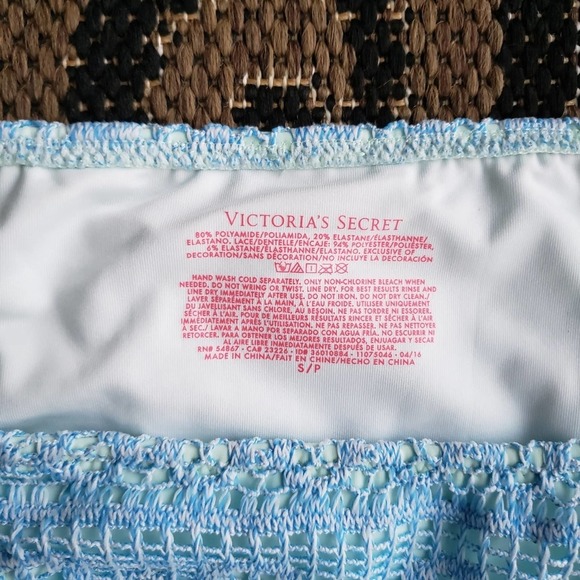 VICTORIA'S SECRET
80% POLYAMIDE/POLIAMIDA, 20% ELASTANE/ÉLASTHANNE/
ELASTANO. LACE/DENTELLE/ENCAJE: 94% POLYESTER/POLIÉSTER,
6% ELASTANE/ÉLASTHANNE/ELASTANO. EXCLUSIVE OF
DECORATION/SANS DÉCORATION/NO INCLUYE LA DECORACIÓN
HAND WASH COLD SEPARATELY, ONLY NON-CHLORINE BLEACH WHEN
NEEDED, DO NOT WRING OR TWIST, LINE DRY, FOR BEST RESULTS RINSE AND
LINE DRY IMMEDIATELY AFTER USE. DO NOT IRON. DO NOT DRY CLEAN./
LAVER SÉPARÉMENT À LA MAIN, À L'EAU FROIDE. UTILISER UNIQUEMENT
DU JAVELLISANT SANS CHLORE, AU BESOIN. NE PAS TORDRE NI ESSORER.
SÉCHER À L'AIR. POUR DE MEILLEURS RÉSULTATS RINCER ET SÉCHER À L'AIR
IMMÉDIATEMENT APRÈS L'UTILISATION. NE PAS REPASSER. NE PAS NETTOYER
À SEC./ LAVAR A MANO POR SEPARADO CON AGUA FRÍA. NO ESCURRIR NI
RETORCER. PARA OBTENER LOS MEJORES RESULTADOS, ENJUAGAR Y SECAR
AL AIRE LIBRE INMEDIATAMENTE DESPUÉS DE USAR.
RN# 54867 • CA# 23226 • ID# 36010884 • 11075046 • 04/16
MADE IN CHINA/FAIT EN CHINE/HECHO EN CHINA
S/P